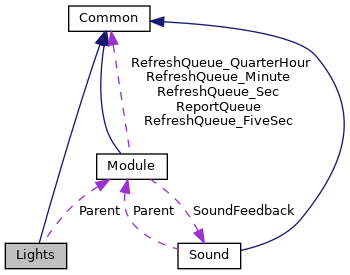 Common
RefreshQueue_QuarterHour
RefreshQueue_Minute
RefreshQueue_Sec
ReportQueue
RefreshQueue_FiveSec
Module
Parent
Parent
SoundFeedback
Lights
Sound